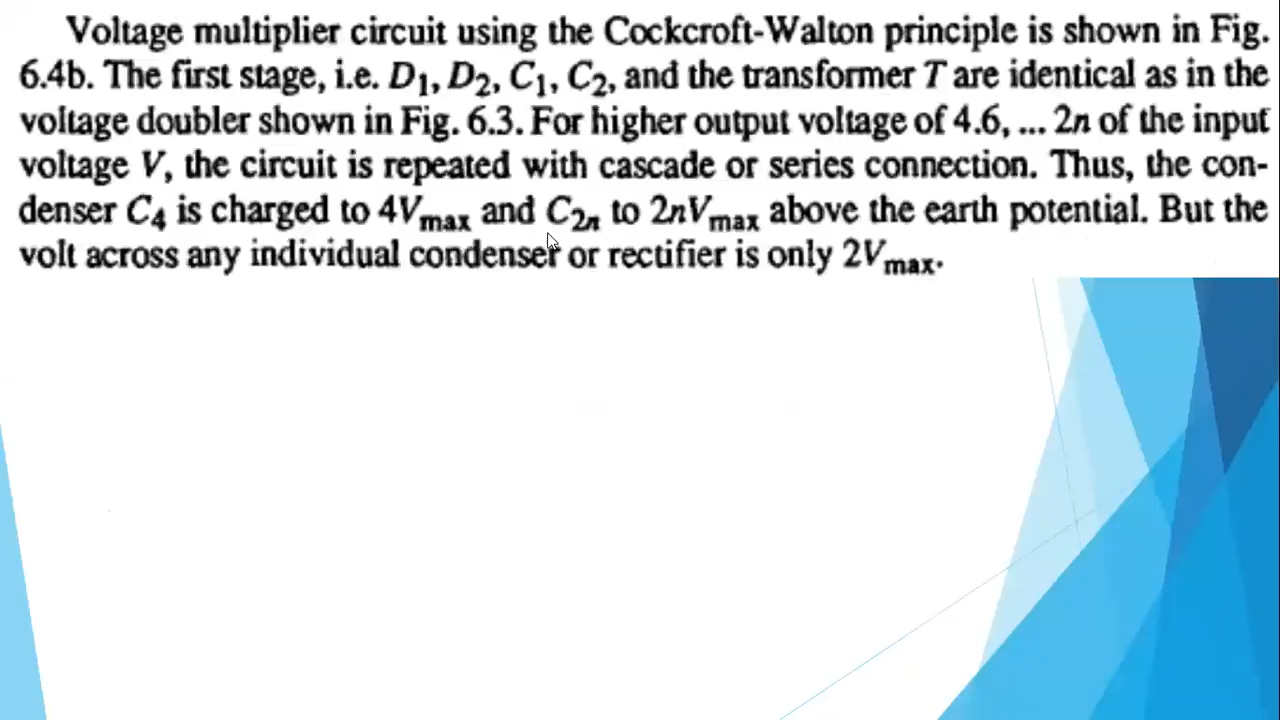 Voltage multiplier circuit using the Cockcroft-Walton principle is shown in Fig.
6.4b. The first stage, i.e. D1, D2, C1, C2, and the transformer T are identical as in the
voltage doubler shown in Fig. 6.3. For higher output voltage of 4.6, ... 2n of the input
voltage V, the circuit is repeated with cascade or series connection. Thus, the con-
denser C4 is charged to 4Vmax and C2n to 2nVmax above the earth potential. But the
volt across any individual condenser or rectifier is only 2Vmax.